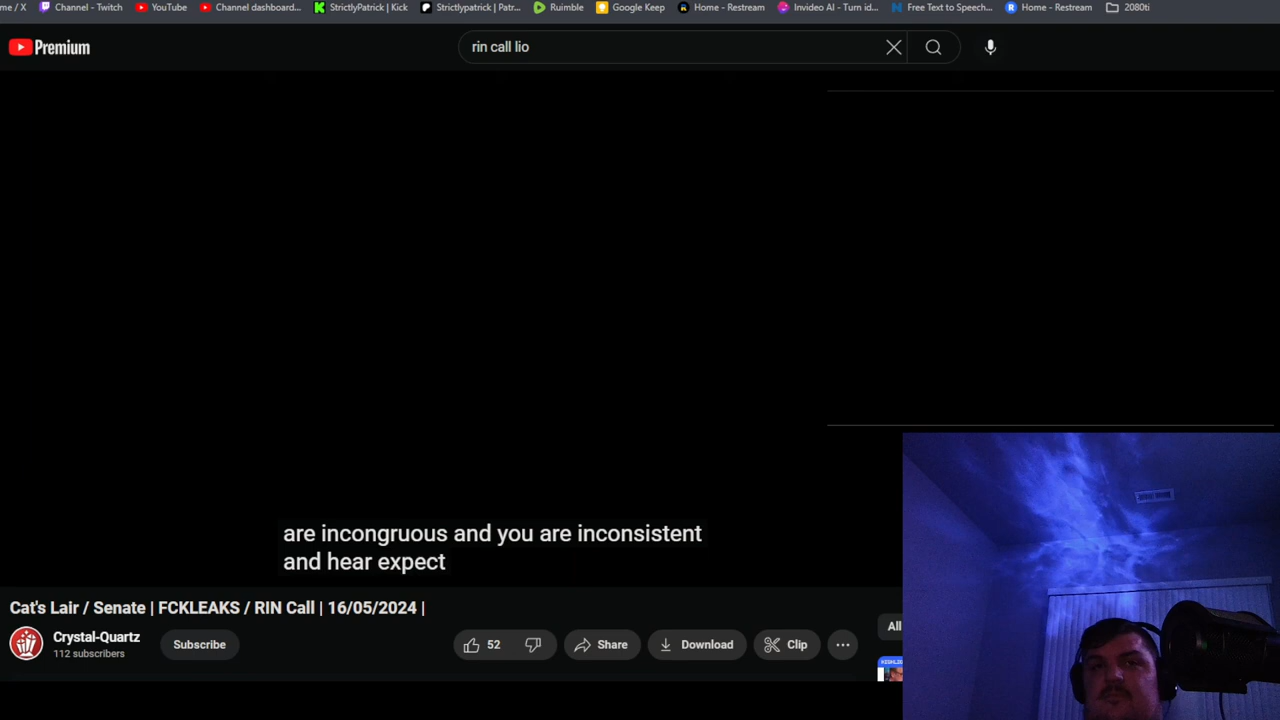 me / X Channel - Twitch YouTube Channel dashboard... StrictlyPatrick | Kick Strictlypatrick | Patr... Rumble Google Keep Home - Restream Invideo AI - Turn id... Free Text to Speech... Home - Restream 2080ti
Premium rin call lio
are incongruous and you are inconsistent
and hear expect
Cat's Lair / Senate | FCKLEAKS / RIN Call | 16/05/2024 |
All
Crystal-Quartz
112 subscribers
Subscribe 52 Share Download Clip